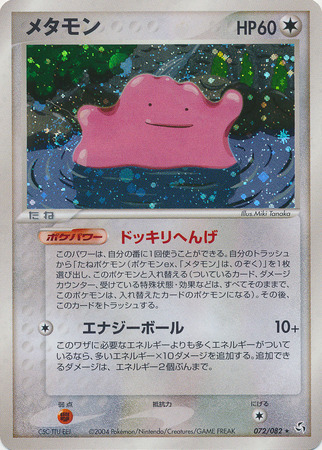 メタモン HP60
たね
Illus. Miki Tanaka
ポケパワー ドッキリへんげ
このパワーは、自分の番に1回使うことができる。自分のトラッシュ
から「たねポケモン(ポケモンex、「メタモン」は、のぞく)」を1枚
選び出し、このポケモンと入れ替える(ついているカード、ダメージ
カウンター、受けている特殊状態・効果などは、すべてそのままで、
このポケモンは、入れ替えたカードのポケモンになる)。その後、
このカードをトラッシュする。
エナジーボール 10+
このワザに必要なエネルギーよりも多くエネルギーがついて
いるなら、多いエネルギー×10ダメージを追加する。追加でき
るダメージは、エネルギー2個ぶんまで。
弱点 抵抗力 にげる
©2004 Pokémon/Nintendo/Creatures/GAME FREAK
072/082 ★